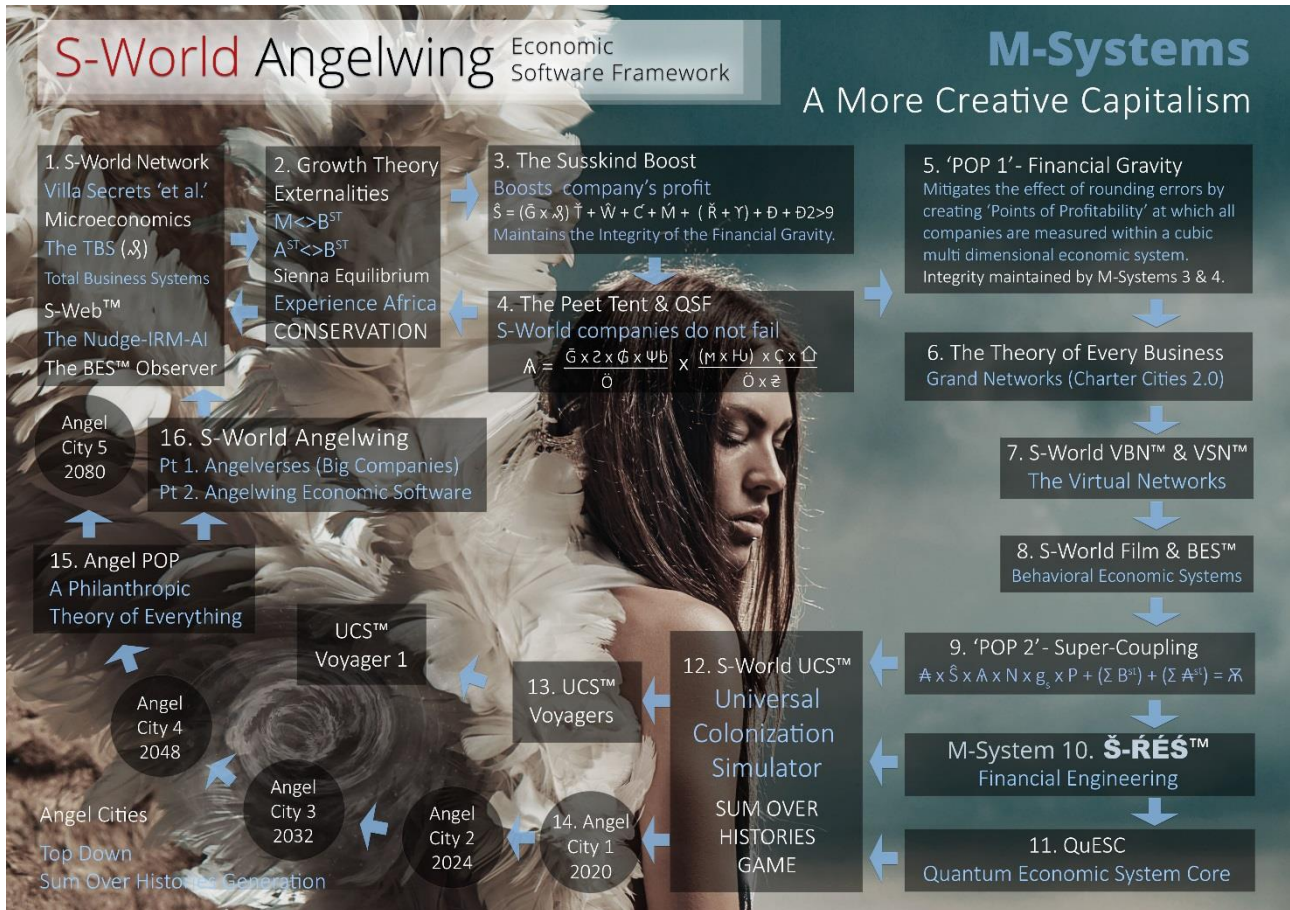 S-World Angelwing Economic
Software Framework
M-Systems
A More Creative Capitalism
1. S-World Network
Villa Secrets ‘et al.’
Microeconomics
The TBS (᷊)
Total Business Systems
S-Web™
The Nudge-IRM-AI
The BES™ Observer
2. Growth Theory
Externalities
M<>Bˢᵀ
Aˢᵀ<>Bˢᵀ
Sienna Equilibrium
Experience Africa
CONSERVATION
3. The Susskind Boost
Boosts company’s profit
Ŝ = (Ḡ x ) Ť + Ŵ + Ƈ + Ḿ + ( Ř + ϒ) + Đ + Đ2>9
Maintains the Integrity of the Financial Gravity.
4. The Peet Tent & QSF
S-World companies do not fail
5. ‘POP 1’- Financial Gravity
Mitigates the effect of rounding errors by
creating ‘Points of Profitability’ at which all
companies are measured within a cubic
multi dimensional economic system.
Integrity maintained by M-Systems 3 & 4.
6. The Theory of Every Business
Grand Networks (Charter Cities 2.0)
7. S-World VBN™ & VSN™
The Virtual Networks
8. S-World Film & BES™
Behavioral Economic Systems
9. ‘POP 2’- Super-Coupling
x Ŝ x x N x gₛ x P + (Σ Bˢᵗ) + (Σ ˢᵗ) = Ѫ
M-System 10. Š-ŔÉŚ™
Financial Engineering
11. QuESC
Quantum Economic System Core
12. S-World UCS™
Universal
Colonization
Simulator
SUM OVER
HISTORIES
GAME
13. UCS™
Voyagers
UCS™
Voyager 1
14. Angel
City 1
2020
Angel
City 2
2024
Angel
City 3
2032
Angel
City 4
2048
15. Angel POP
A Philanthropic
Theory of Everything
Angel
City 5
2080
16. S-World Angelwing
Pt 1. Angelverses (Big Companies)
Pt 2. Angelwing Economic Software
Angel Cities
Top Down
Sum Over Histories Generation